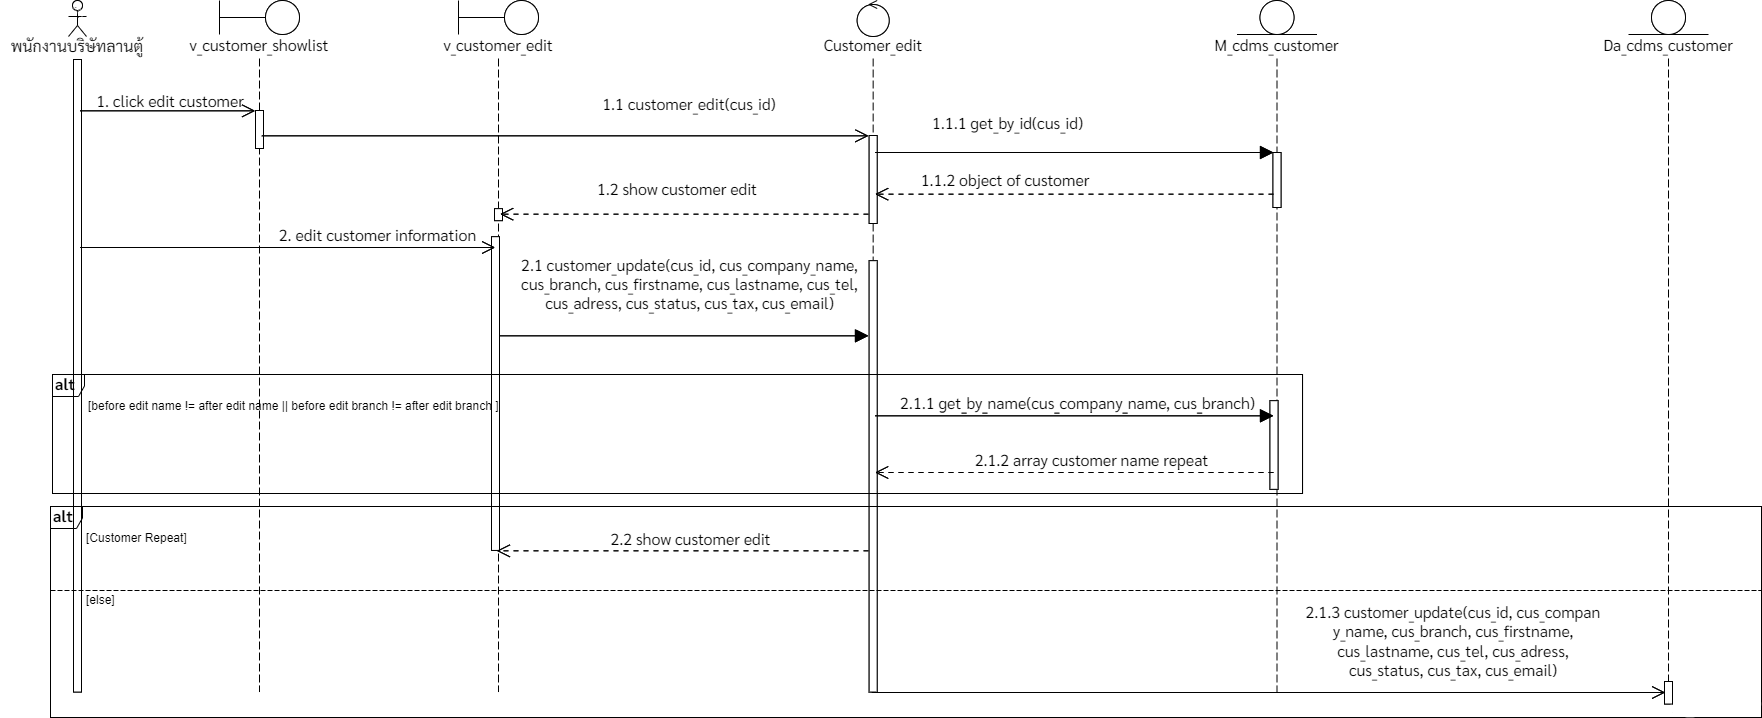 พนักงานบริษัทลานตู้
v_customer_showlist
v_customer_edit
Customer_edit
M_cdms_customer
Da_cdms_customer
1. click edit customer
1.1 customer_edit(cus_id)
1.1.1 get_by_id(cus_id)
1.1.2 object of customer
1.2 show customer edit
2. edit customer information
2.1 customer_update(cus_id, cus_company_name,
cus_branch, cus_firstname, cus_lastname, cus_tel,
cus_adress, cus_status, cus_tax, cus_email)
alt
[before edit name != after edit name || before edit branch != after edit branch ]
2.1.1 get_by_name(cus_company_name, cus_branch)
2.1.2 array customer name repeat
alt
[Customer Repeat]
2.2 show customer edit
[else]
2.1.3 customer_update(cus_id, cus_compan
y_name, cus_branch, cus_firstname,
cus_lastname, cus_tel, cus_adress,
cus_status, cus_tax, cus_email)